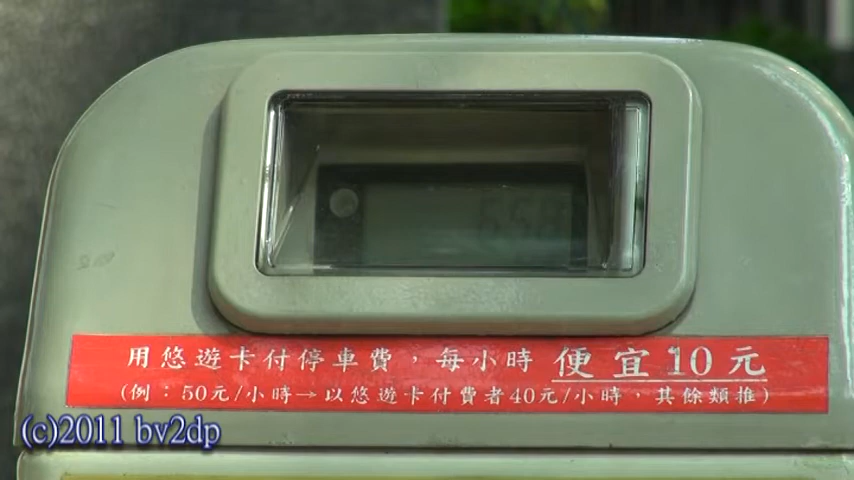 用悠遊卡付停車費，每小時 便宜10元
(例：50元/小時→以悠遊卡付費者40元/小時，其餘類推)
(c)2011 bv2dp